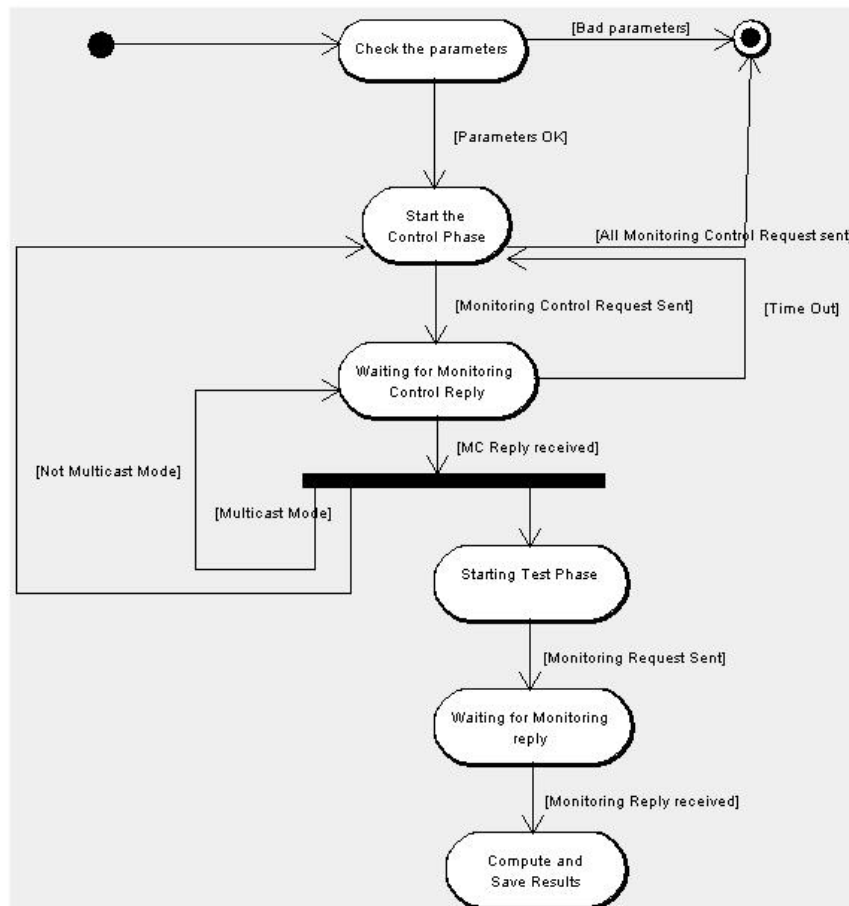 Check the parameters
[Bad parameters]
[Parameters OK]
Start the
Control Phase
[All Monitoring Control Request sent]
[Monitoring Control Request Sent]
[Time Out]
Waiting for Monitoring
Control Reply
[MC Reply received]
[Not Multicast Mode]
[Multicast Mode]
Starting Test Phase
[Monitoring Request Sent]
Waiting for Monitoring
reply
[Monitoring Reply received]
Compute and
Save Results